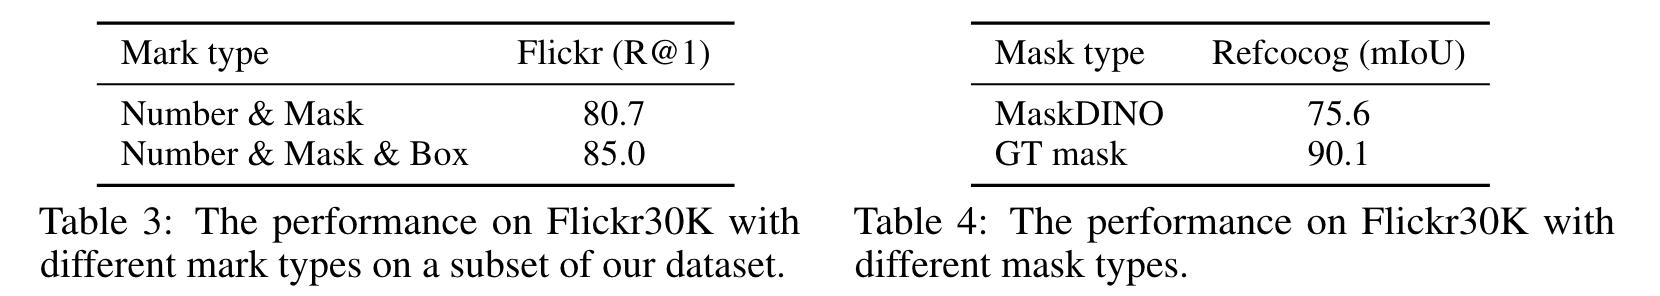 Mark type Flickr (R@1)
Number & Mask 80.7
Number & Mask & Box 85.0
Table 3: The performance on Flickr30K with
different mark types on a subset of our dataset.
Mask type Refcocog (mIoU)
MaskDINO 75.6
GT mask 90.1
Table 4: The performance on Flickr30K with
different mask types.